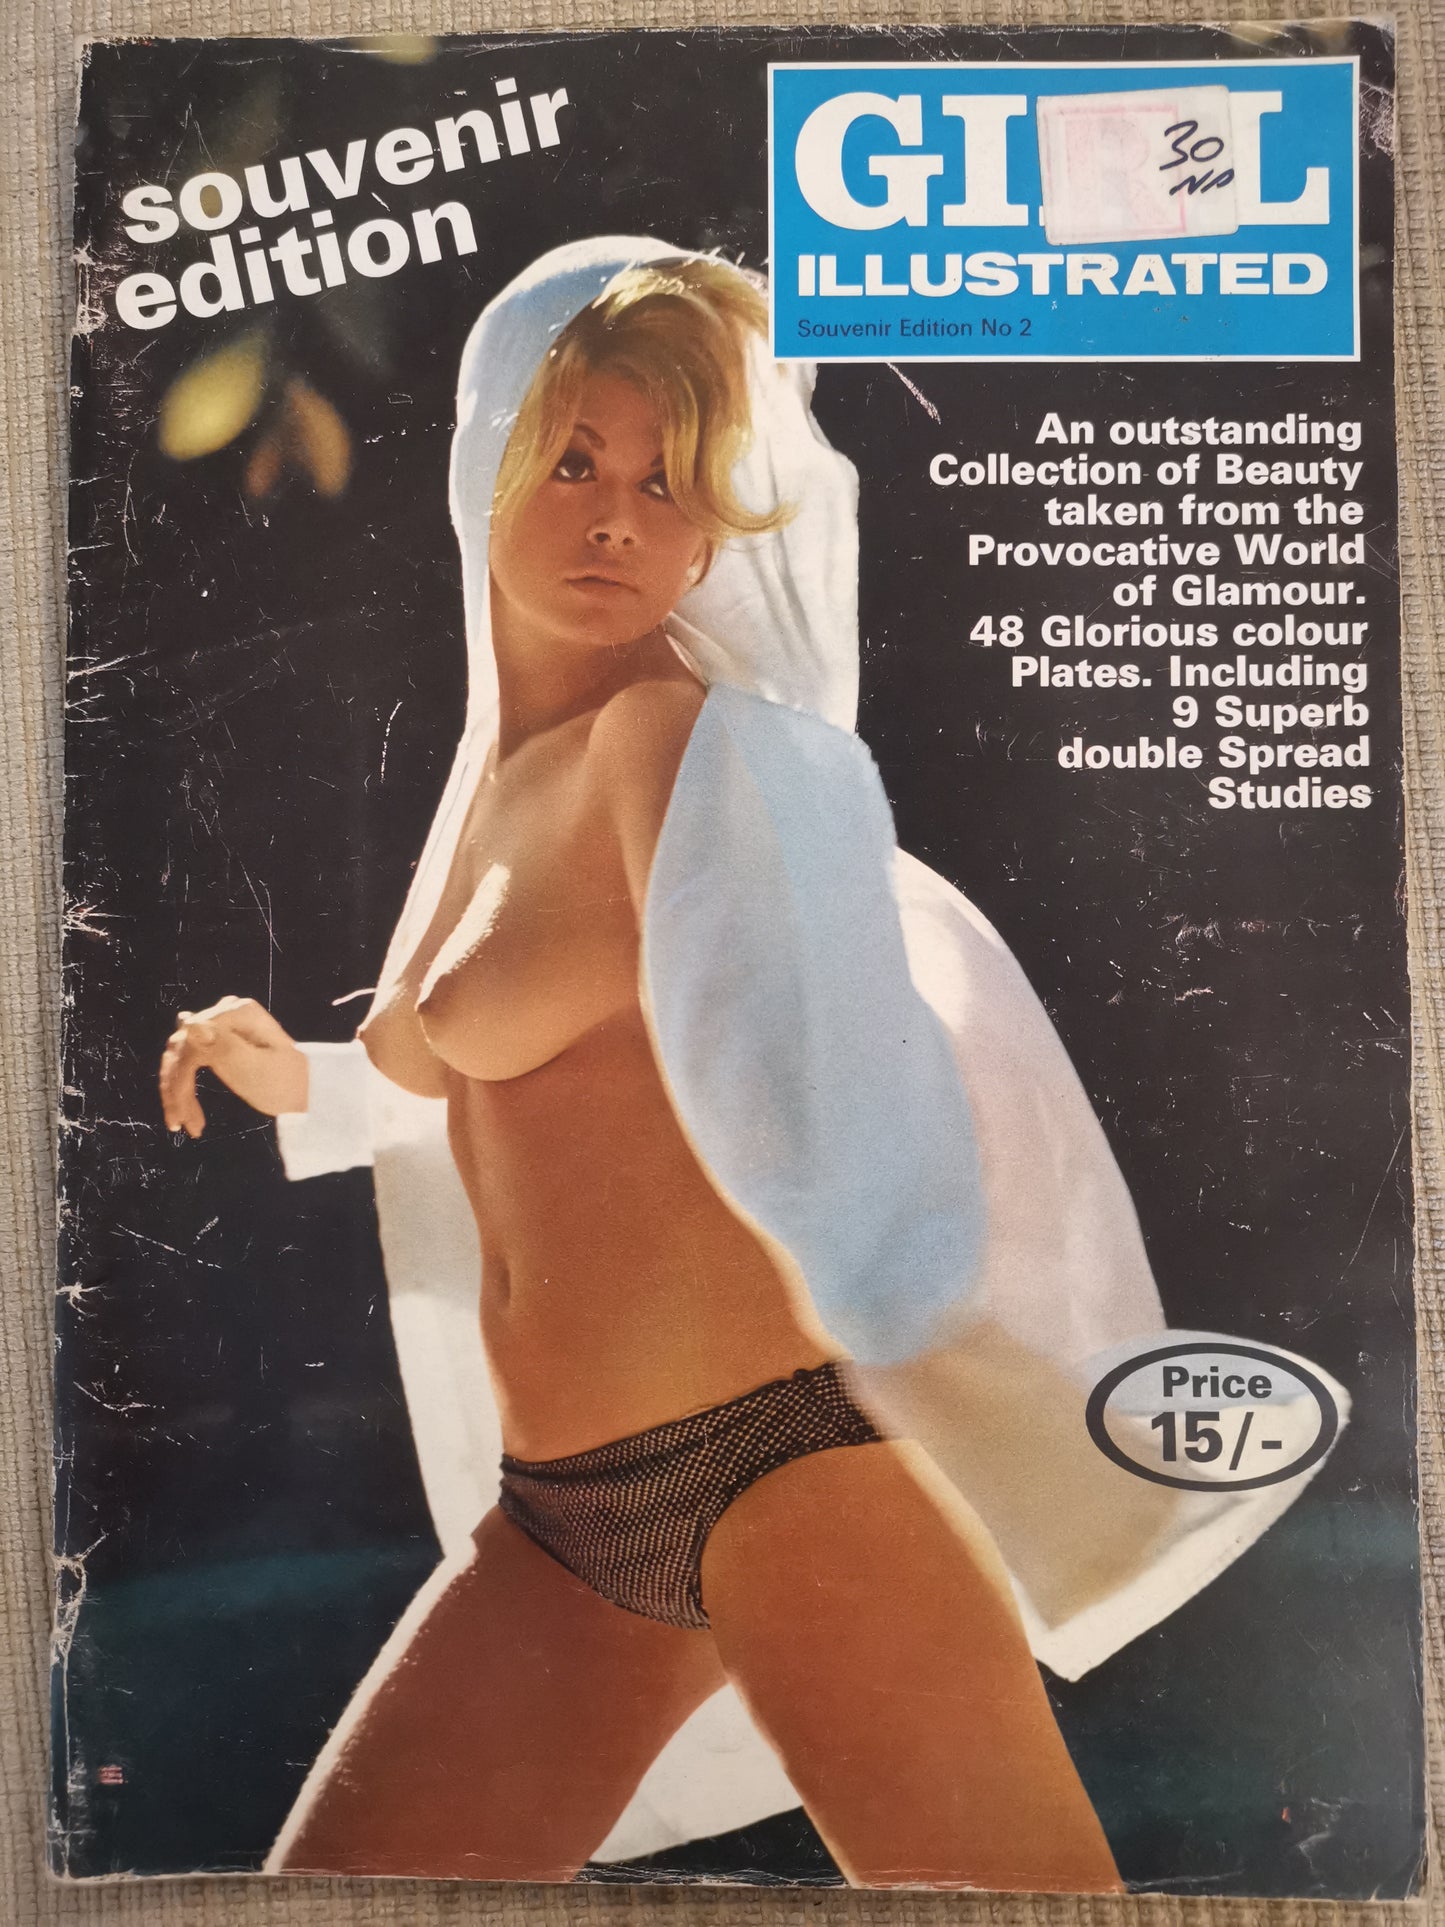 souvenir
edition
GIRL
30
NP
ILLUSTRATED
Souvenir Edition No 2
An outstanding
Collection of Beauty
taken from the
Provocative World
of Glamour.
48 Glorious colour
Plates. Including
9 Superb
double Spread
Studies
Price
15/-